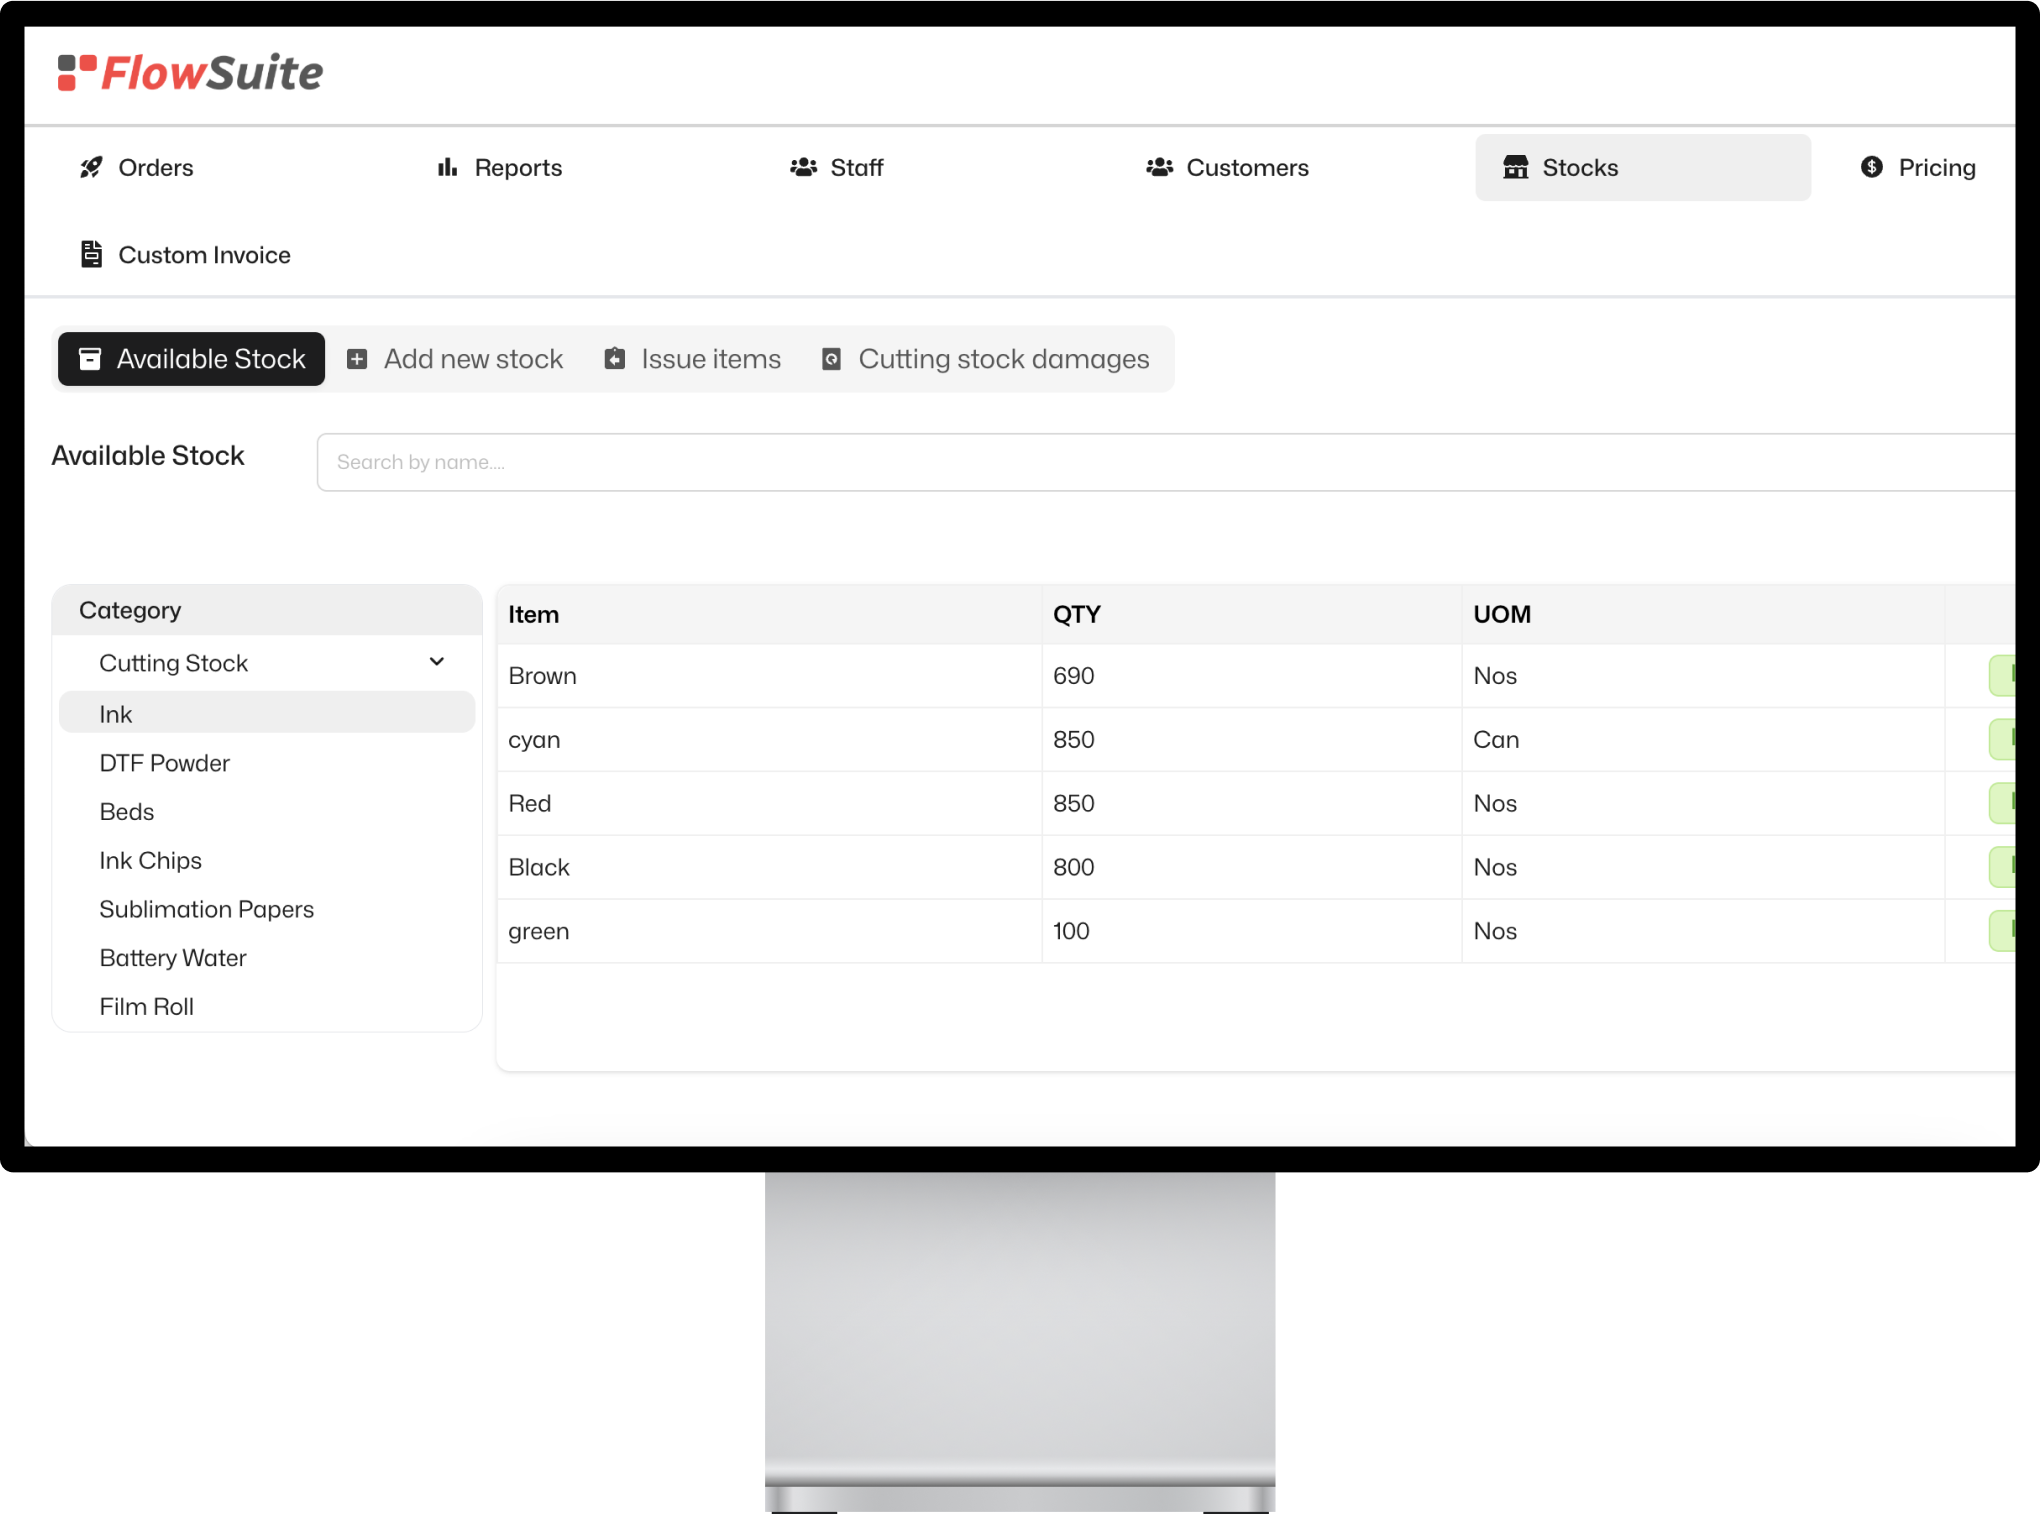 FlowSuite
Orders Reports Staff Customers Stocks Pricing
Custom Invoice
Available Stock Add new stock Issue items Cutting stock damages
Available Stock
Search by name....
Category
Cutting Stock
Ink
DTF Powder
Beds
Ink Chips
Sublimation Papers
Battery Water
Film Roll
Item QTY UOM
Brown 690 Nos
cyan 850 Can
Red 850 Nos
Black 800 Nos
green 100 Nos